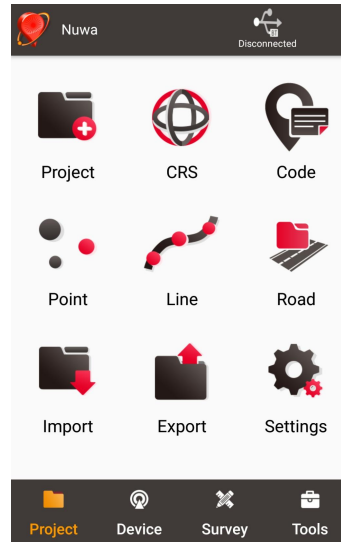 Nuwa
Disconnected
Project CRS Code
Point Line Road
Import Export Settings
Project Device Survey Tools